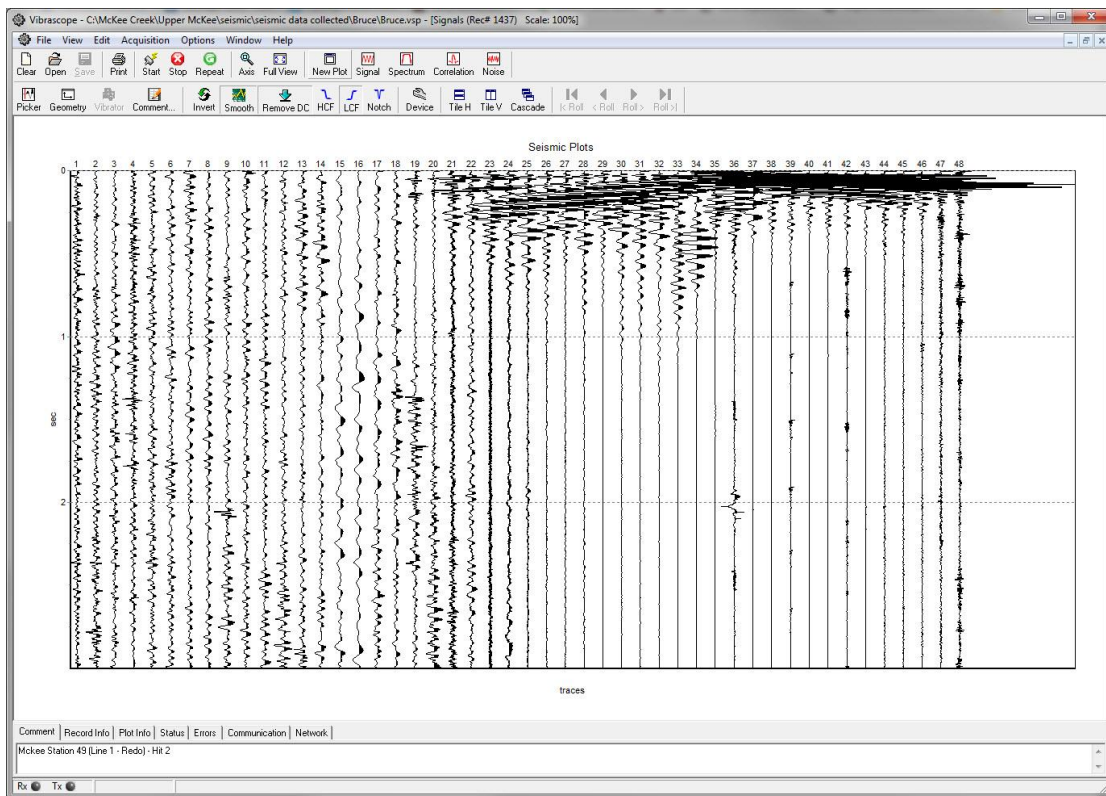 Vibrascope - C:\McKee Creek\Upper McKee\seismic\seismic data collected\Bruce\Bruce.vsp - [Signals (Rec# 1437) Scale: 100%]
File View Edit Acquisition Options Window Help
Clear Open Save Print Start Stop Repeat Axis Full View New Plot Signal Spectrum Correlation Noise
Picker Geometry Vibrator Comment... Invert Smooth Remove DC HCF LCF Notch Device Tile H Tile V Cascade |< Roll < Roll Roll > Roll >|
Seismic Plots
1 2 3 4 5 6 7 8 9 10 11 12 13 14 15 16 17 18 19 20 21 22 23 24 25 26 27 28 29 30 31 32 33 34 35 36 37 38 39 40 41 42 43 44 45 46 47 48
0
1
sec
2
traces
Comment Record Info Plot Info Status Errors Communication Network
Mckee Station 49 (Line 1 - Redo) - Hit 2
Rx Tx